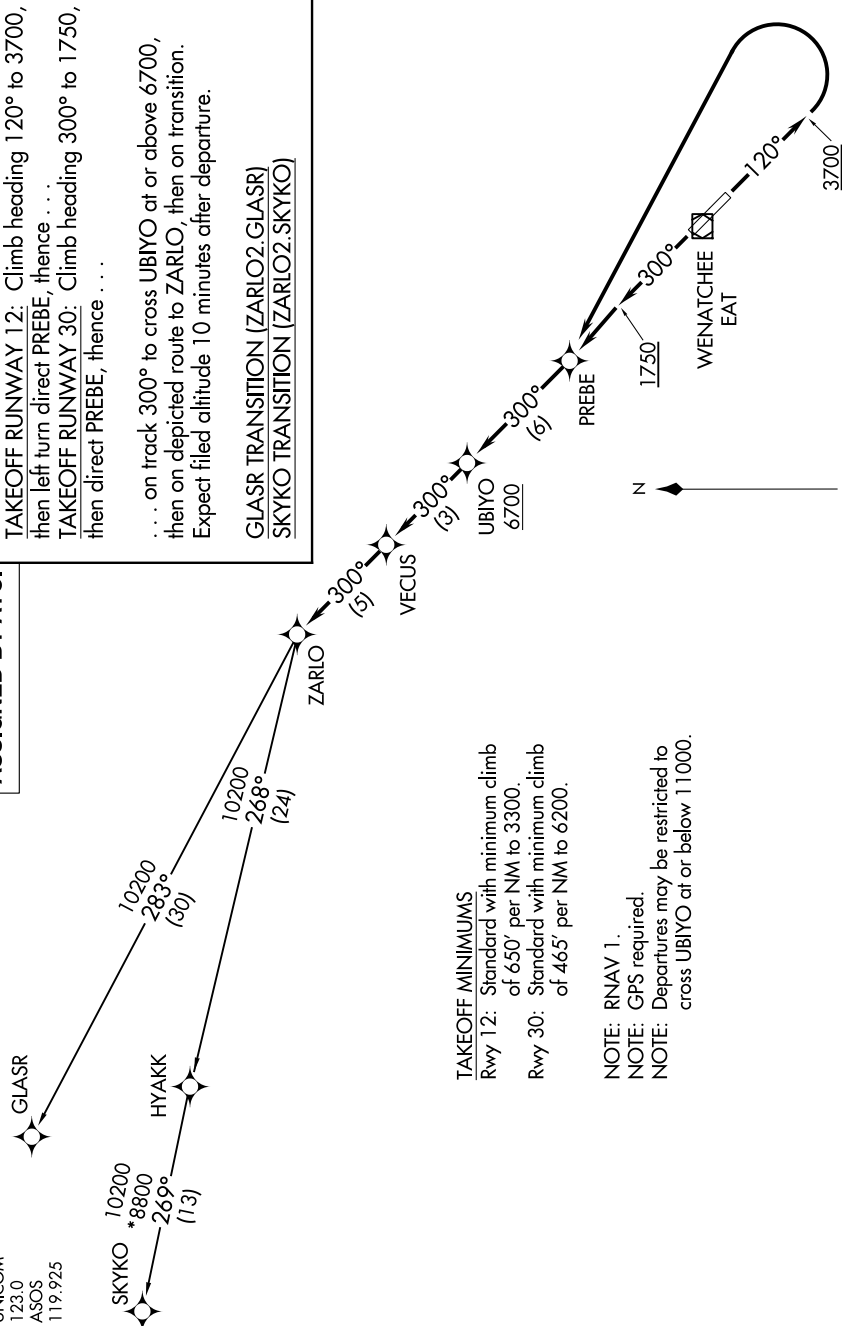 TAKEOFF RUNWAY 12: Climb heading 120° to 3700,
then left turn direct PREBE, thence . . .
TAKEOFF RUNWAY 30: Climb heading 300° to 1750,
then direct PREBE, thence . . .
. . . on track 300° to cross UBIYO at or above 6700,
then on depicted route to ZARLO, then on transition.
Expect filed altitude 10 minutes after departure.
GLASR TRANSITION (ZARLO2.GLASR)
SKYKO TRANSITION (ZARLO2.SKYKO)
123.0
ASOS
119.925
GLASR
10200
283°
(30)
SKYKO
10200
*8800
269°
(13)
HYAKK
10200
268°
(24)
ZARLO
300°
(5)
VECUS
300°
(3)
UBIYO
6700
300°
(6)
PREBE
1750
300°
WENATCHEE
EAT
120°
3700
N
TAKEOFF MINIMUMS
Rwy 12: Standard with minimum climb
of 650' per NM to 3300.
Rwy 30: Standard with minimum climb
of 465' per NM to 6200.
NOTE: RNAV 1.
NOTE: GPS required.
NOTE: Departures may be restricted to
cross UBIYO at or below 11000.